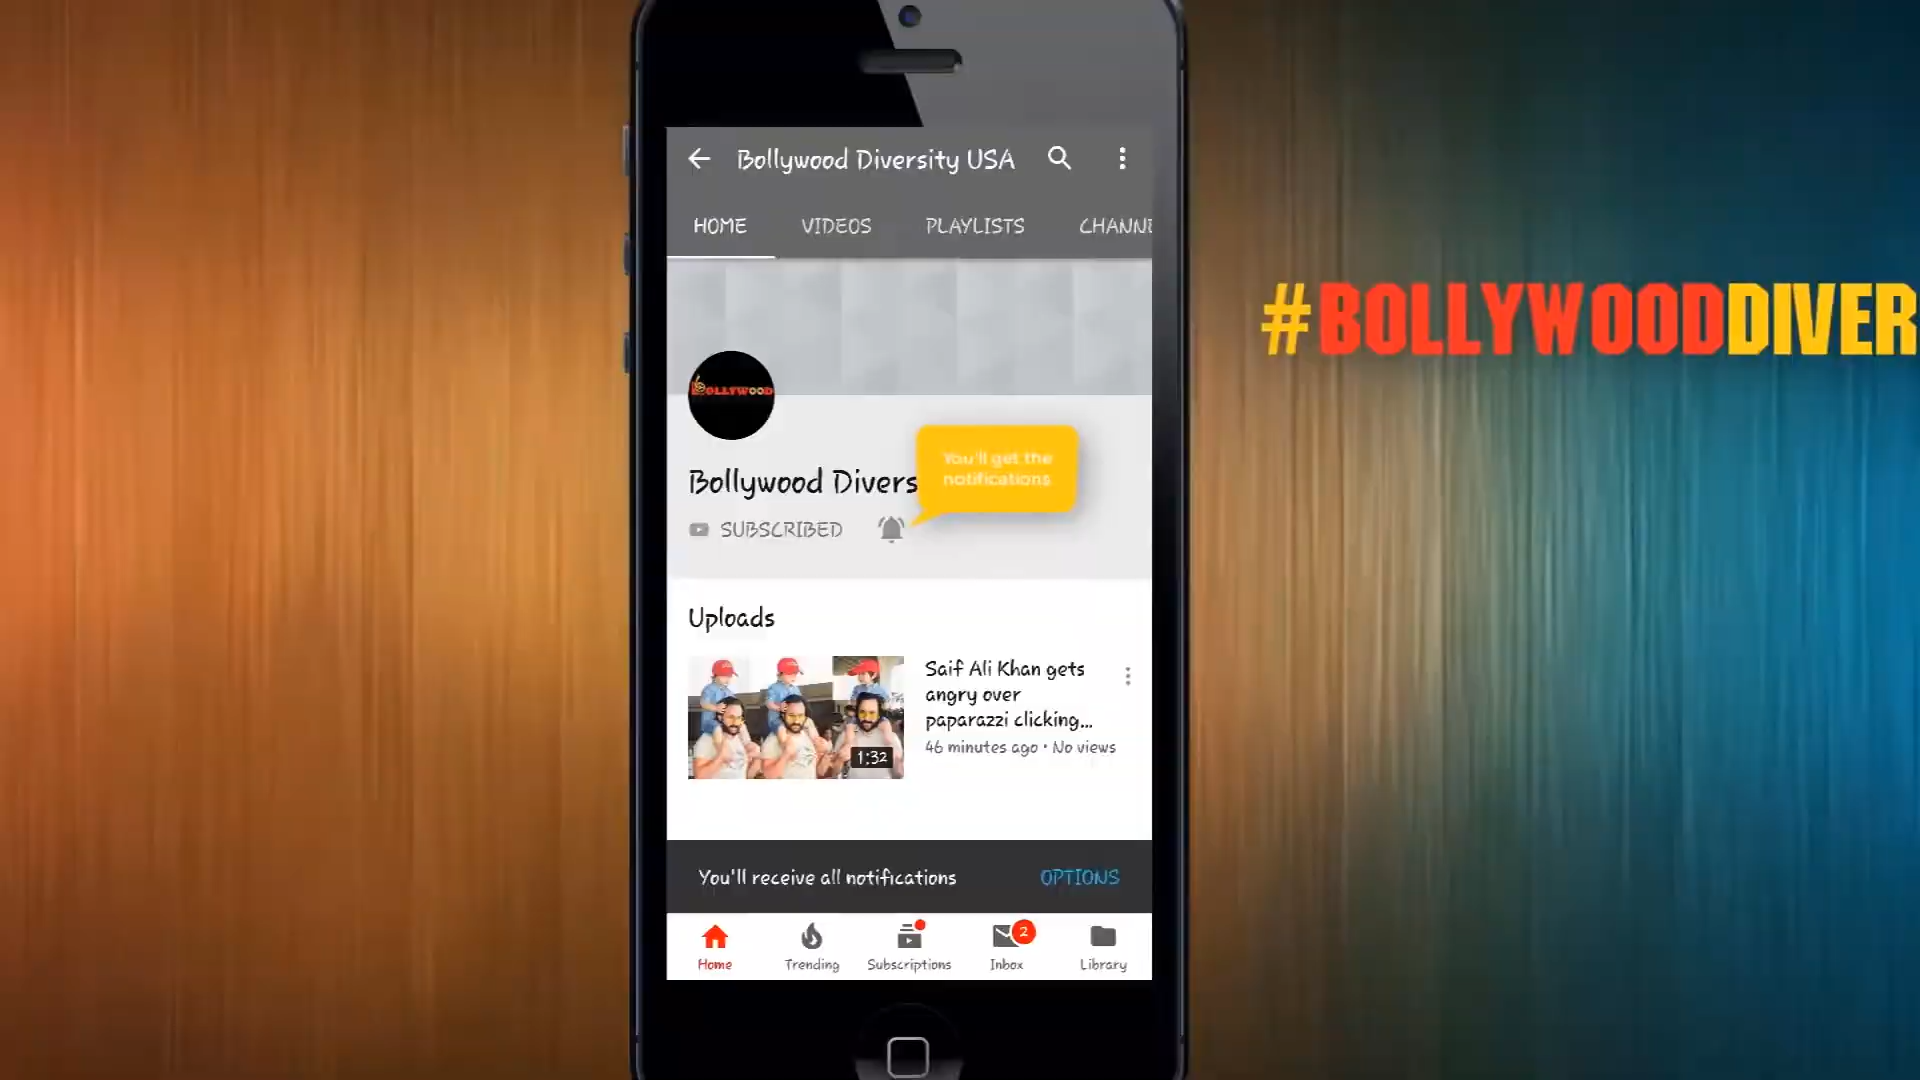 Bollywood Diversity USA
HOME VIDEOS PLAYLISTS CHANNE
#BOLLYWOODDIVER
BOLLYWOOD
You'll get the
notifications
Bollywood Divers
SUBSCRIBED
Uploads
Saif Ali Khan gets
angry over
paparazzi clicking...
46 minutes ago • No views
1:32
You'll receive all notifications OPTIONS
2
Home Trending Subscriptions Inbox Library